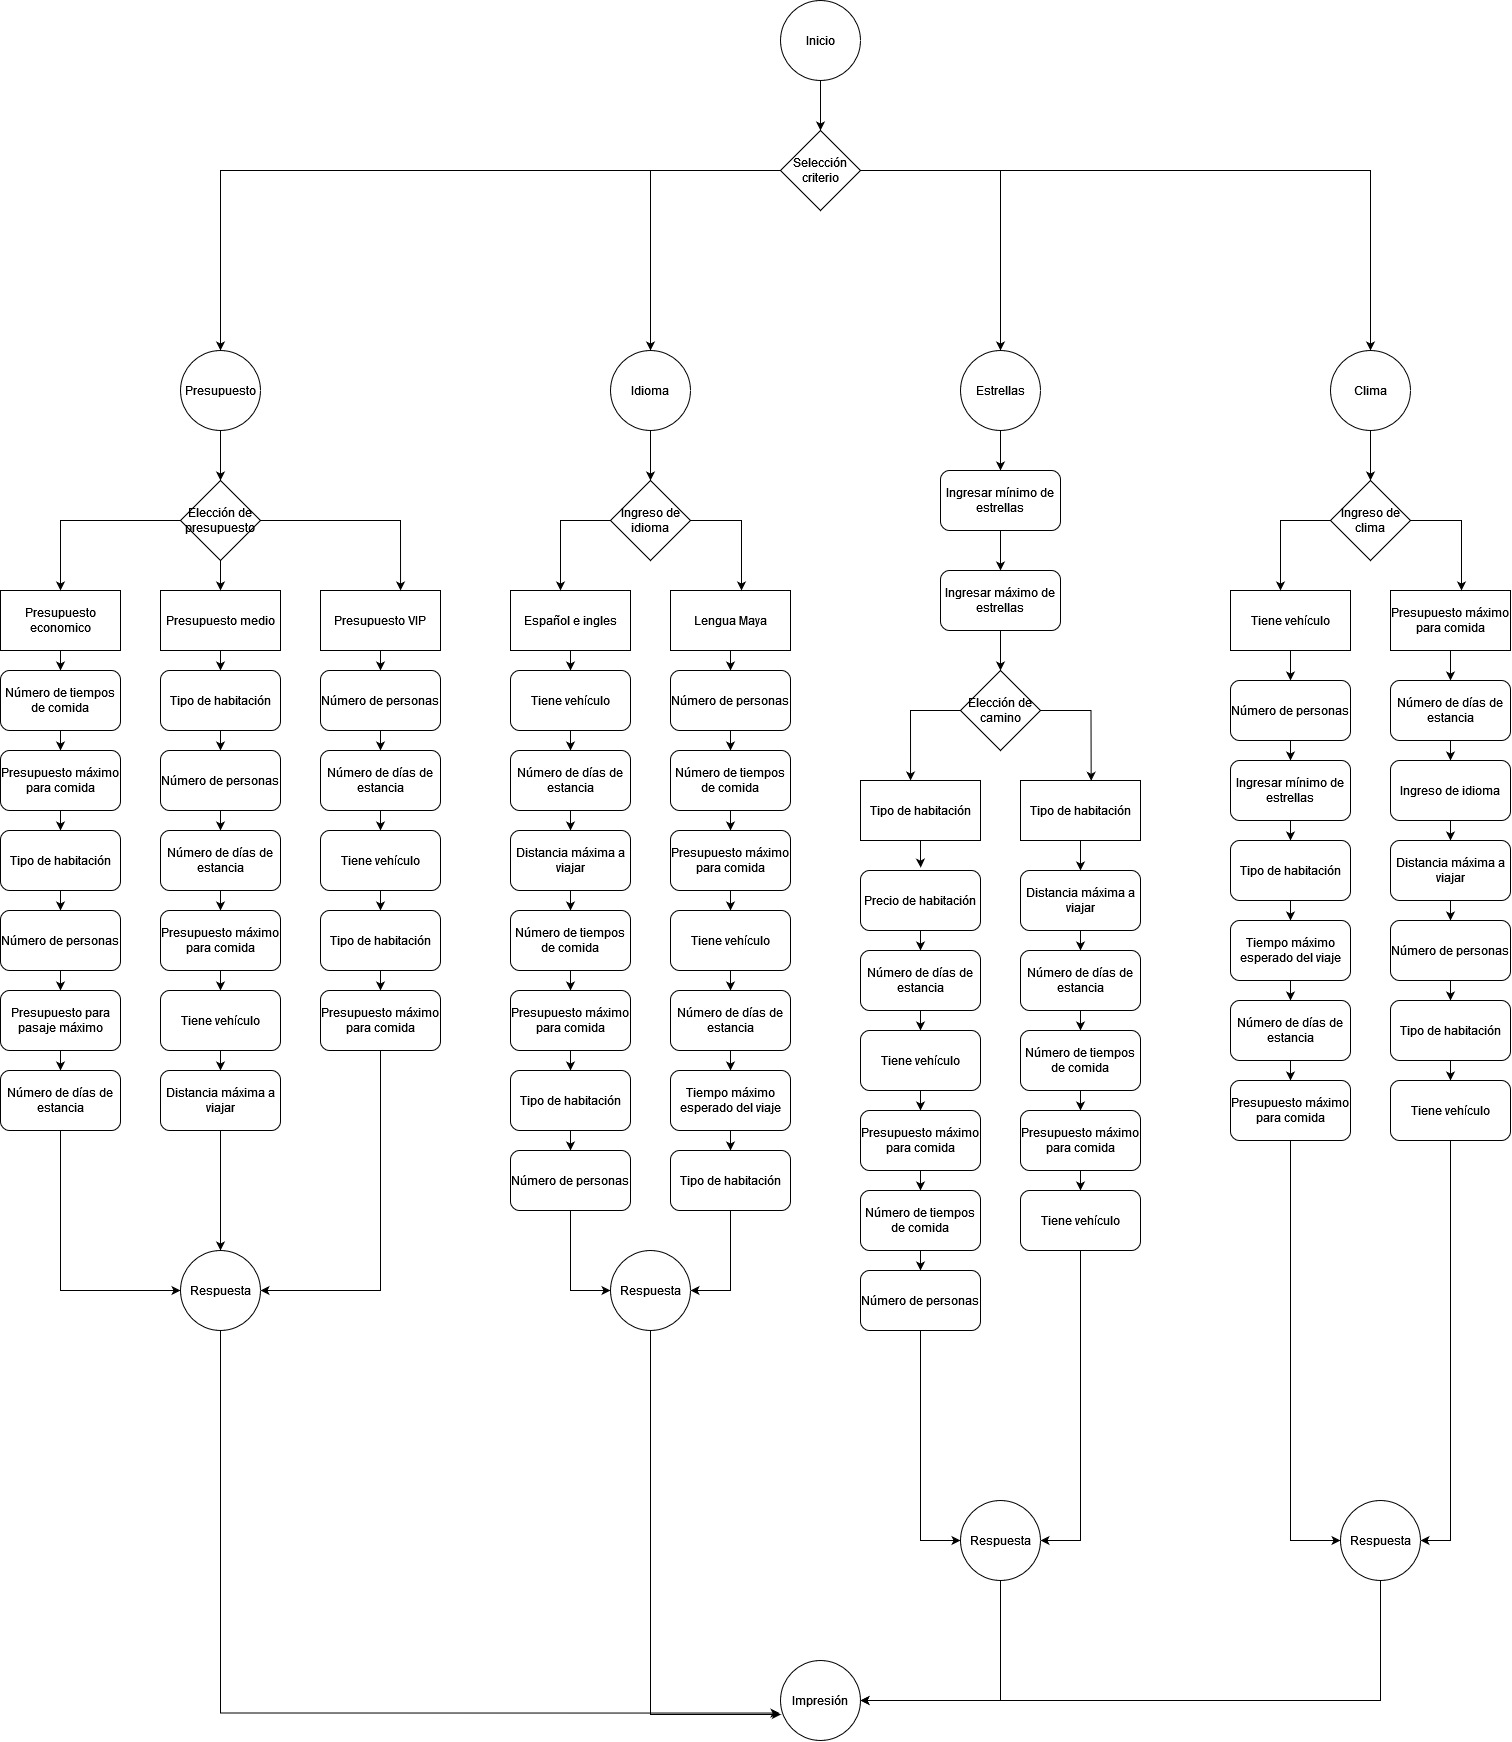 Inicio
Selección
criterio
Presupuesto
Idioma
Estrellas
Clima
Elección de
presupuesto
Presupuesto
economico
Número de tiempos
de comida
Presupuesto máximo
para comida
Tipo de habitación
Número de personas
Presupuesto para
pasaje máximo
Número de días de
estancia
Presupuesto medio
Tipo de habitación
Número de personas
Número de días de
estancia
Presupuesto máximo
para comida
Tiene vehículo
Distancia máxima a
viajar
Presupuesto VIP
Número de personas
Número de días de
estancia
Tiene vehículo
Tipo de habitación
Presupuesto máximo
para comida
Respuesta
Ingreso de
idioma
Español e ingles
Tiene vehículo
Número de días de
estancia
Distancia máxima a
viajar
Número de tiempos
de comida
Presupuesto máximo
para comida
Tipo de habitación
Número de personas
Lengua Maya
Número de personas
Número de tiempos
de comida
Presupuesto máximo
para comida
Tiene vehículo
Número de días de
estancia
Tiempo máximo
esperado del viaje
Tipo de habitación
Respuesta
Ingresar mínimo de
estrellas
Ingresar máximo de
estrellas
Elección de
camino
Tipo de habitación
Precio de habitación
Número de días de
estancia
Tiene vehículo
Presupuesto máximo
para comida
Número de tiempos
de comida
Número de personas
Tipo de habitación
Distancia máxima a
viajar
Número de días de
estancia
Número de tiempos
de comida
Presupuesto máximo
para comida
Tiene vehículo
Respuesta
Ingreso de
clima
Tiene vehículo
Número de personas
Ingresar mínimo de
estrellas
Tipo de habitación
Tiempo máximo
esperado del viaje
Número de días de
estancia
Presupuesto máximo
para comida
Presupuesto máximo
para comida
Número de días de
estancia
Ingreso de idioma
Distancia máxima a
viajar
Número de personas
Tipo de habitación
Tiene vehículo
Respuesta
Impresión